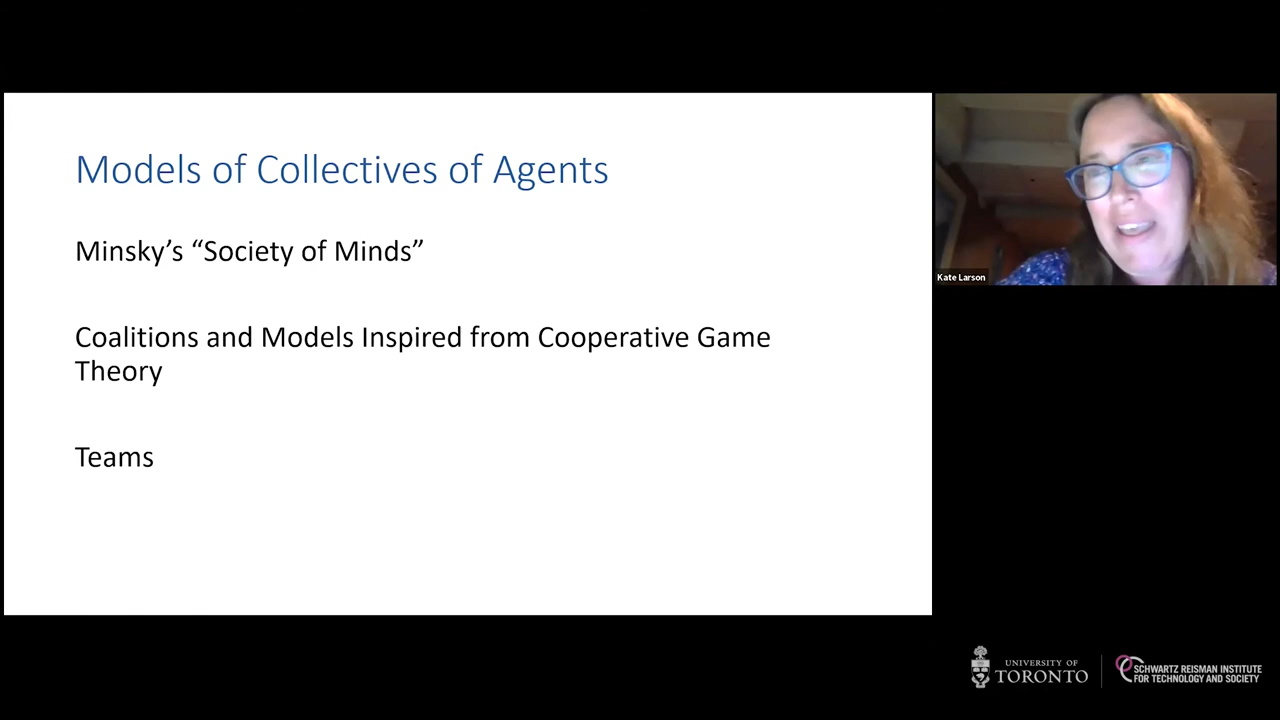 Models of Collectives of Agents
Minsky’s “Society of Minds”
Coalitions and Models Inspired from Cooperative Game
Theory
Teams
Kate Larson
UNIVERSITY OF
TORONTO
SCHWARTZ REISMAN INSTITUTE
FOR TECHNOLOGY AND SOCIETY